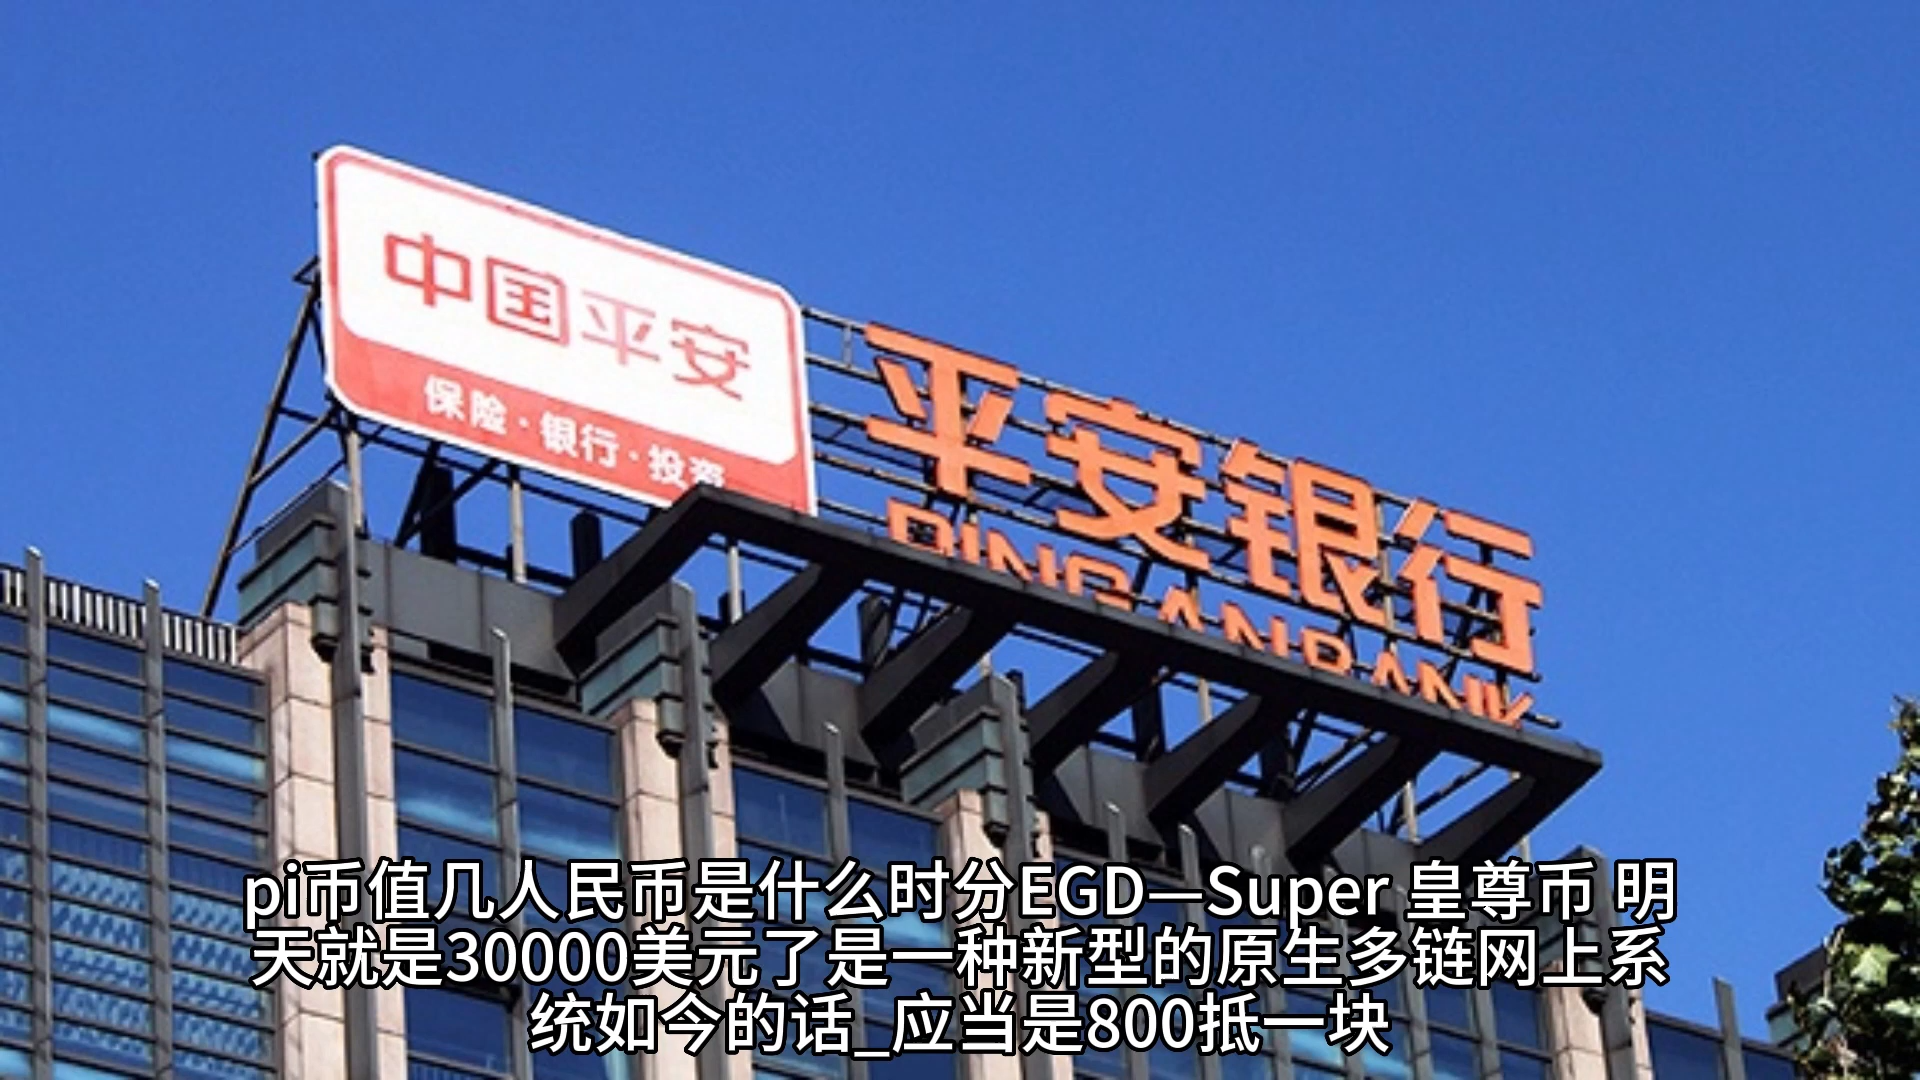 中国平安
保险·银行·投资
平安银行
PINGANBANK
pi币值几人民币是什么时分EGD—Super 皇尊币 明
天就是30000美元了是一种新型的原生多链网上系
统如今的话_应当是800抵一块